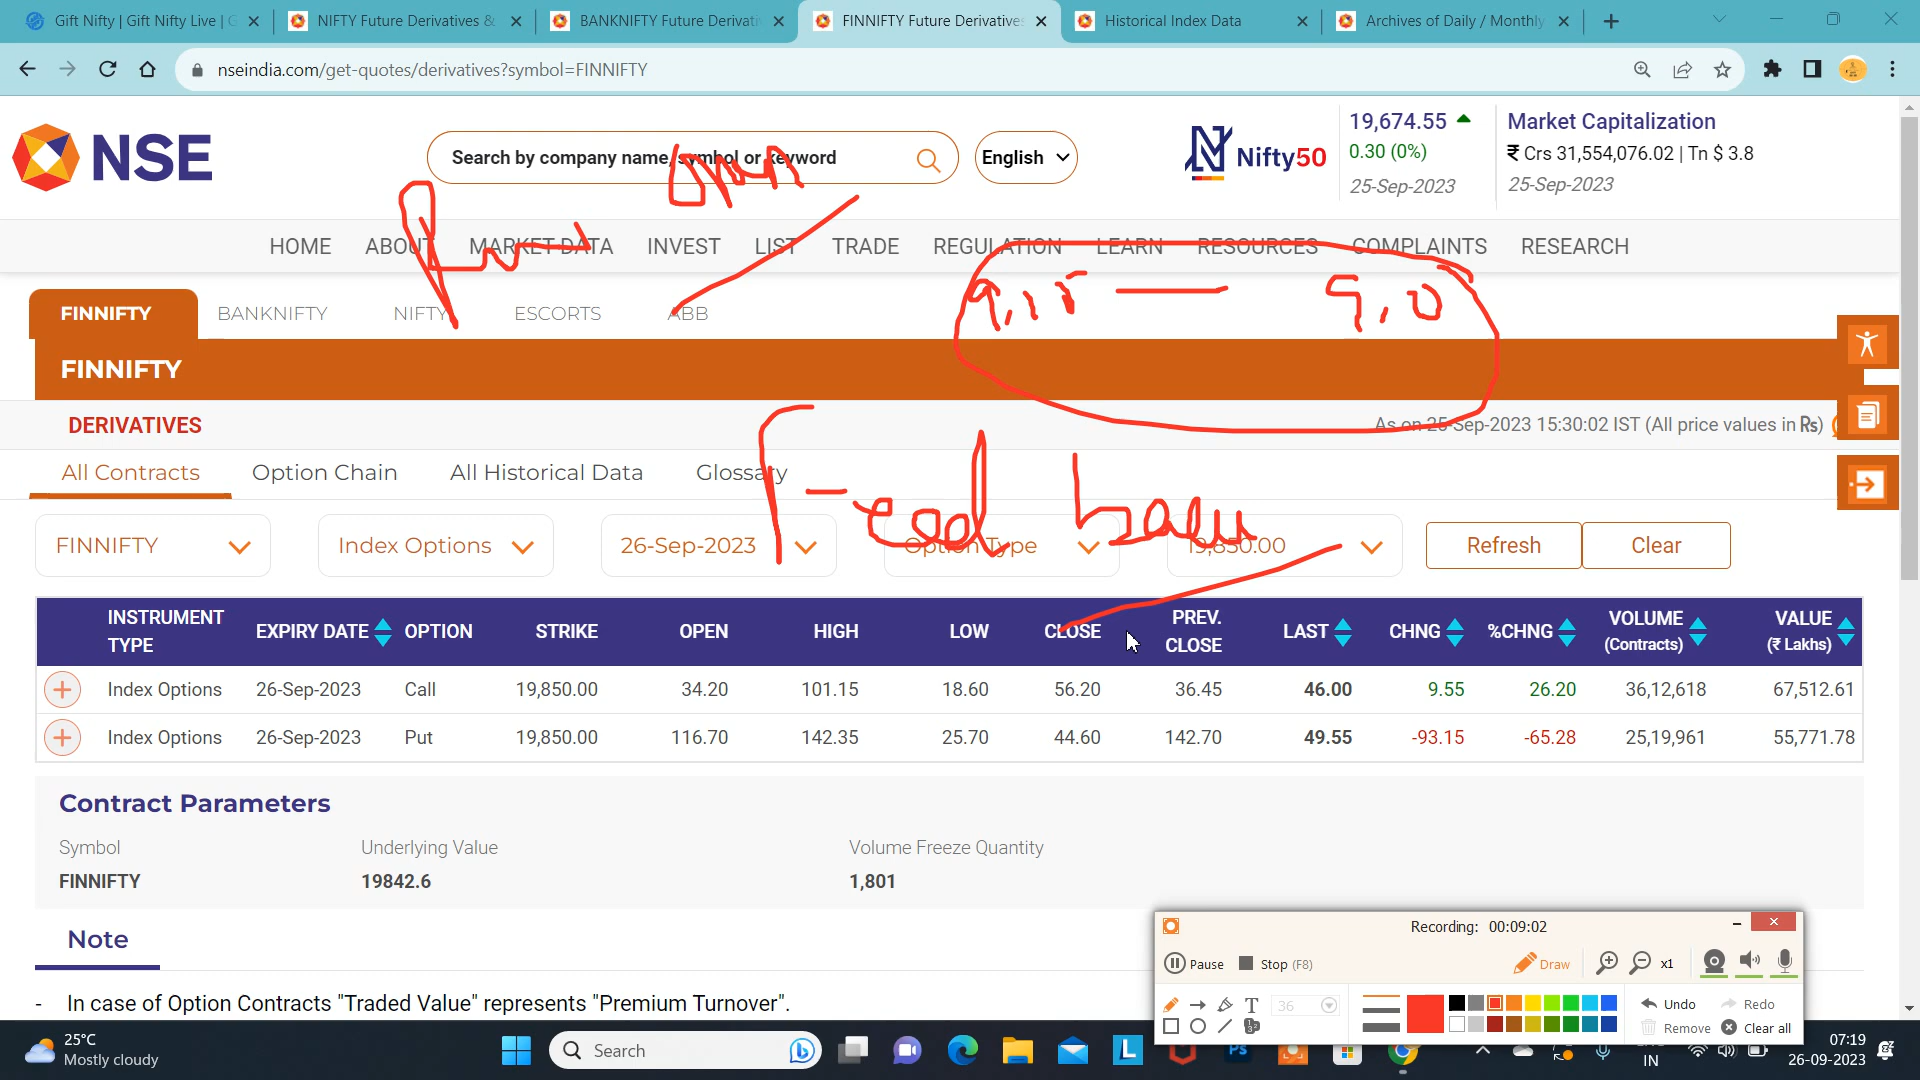 Gift Nifty | Gift Nifty Live | G
NIFTY Future Derivatives &
BANKNIFTY Future Derivati
FINNIFTY Future Derivatives
Historical Index Data
Archives of Daily / Monthly
nseindia.com/get-quotes/derivatives?symbol=FINNIFTY
NSE
Search by company name, symbol or keyword
English
Nifty50
19,674.55
0.30 (0%)
25-Sep-2023
Market Capitalization
₹ Crs 31,554,076.02 | Tn $ 3.8
25-Sep-2023
HOME ABOUT MARKET DATA INVEST LIST TRADE REGULATION LEARN RESOURCES COMPLAINTS RESEARCH
FINNIFTY BANKNIFTY NIFTY ESCORTS ABB
9,15
FINNIFTY
DERIVATIVES
As on 25-Sep-2023 15:30:02 IST (All price values in Rs)
All Contracts Option Chain All Historical Data Glossary
FINNIFTY Index Options 26-Sep-2023 Option Type 19,850.00 Refresh Clear
INSTRUMENT TYPE EXPIRY DATE OPTION STRIKE OPEN HIGH LOW CLOSE PREV. CLOSE LAST CHNG %CHNG VOLUME (Contracts) VALUE (₹ Lakhs)
Index Options 26-Sep-2023 Call 19,850.00 34.20 101.15 18.60 56.20 36.45 46.00 9.55 26.20 36,12,618 67,512.61
Index Options 26-Sep-2023 Put 19,850.00 116.70 142.35 25.70 44.60 142.70 49.55 -93.15 -65.28 25,19,961 55,771.78
Contract Parameters
Symbol Underlying Value Volume Freeze Quantity
FINNIFTY 19842.6 1,801
Note
- In case of Option Contracts "Traded Value" represents "Premium Turnover".
Recording: 00:09:02
Pause Stop (F8) Draw x1
T 36 Undo Redo
Remove Clear all
25°C
Mostly cloudy
Search
L
Ps
IN
07:19
26-09-2023